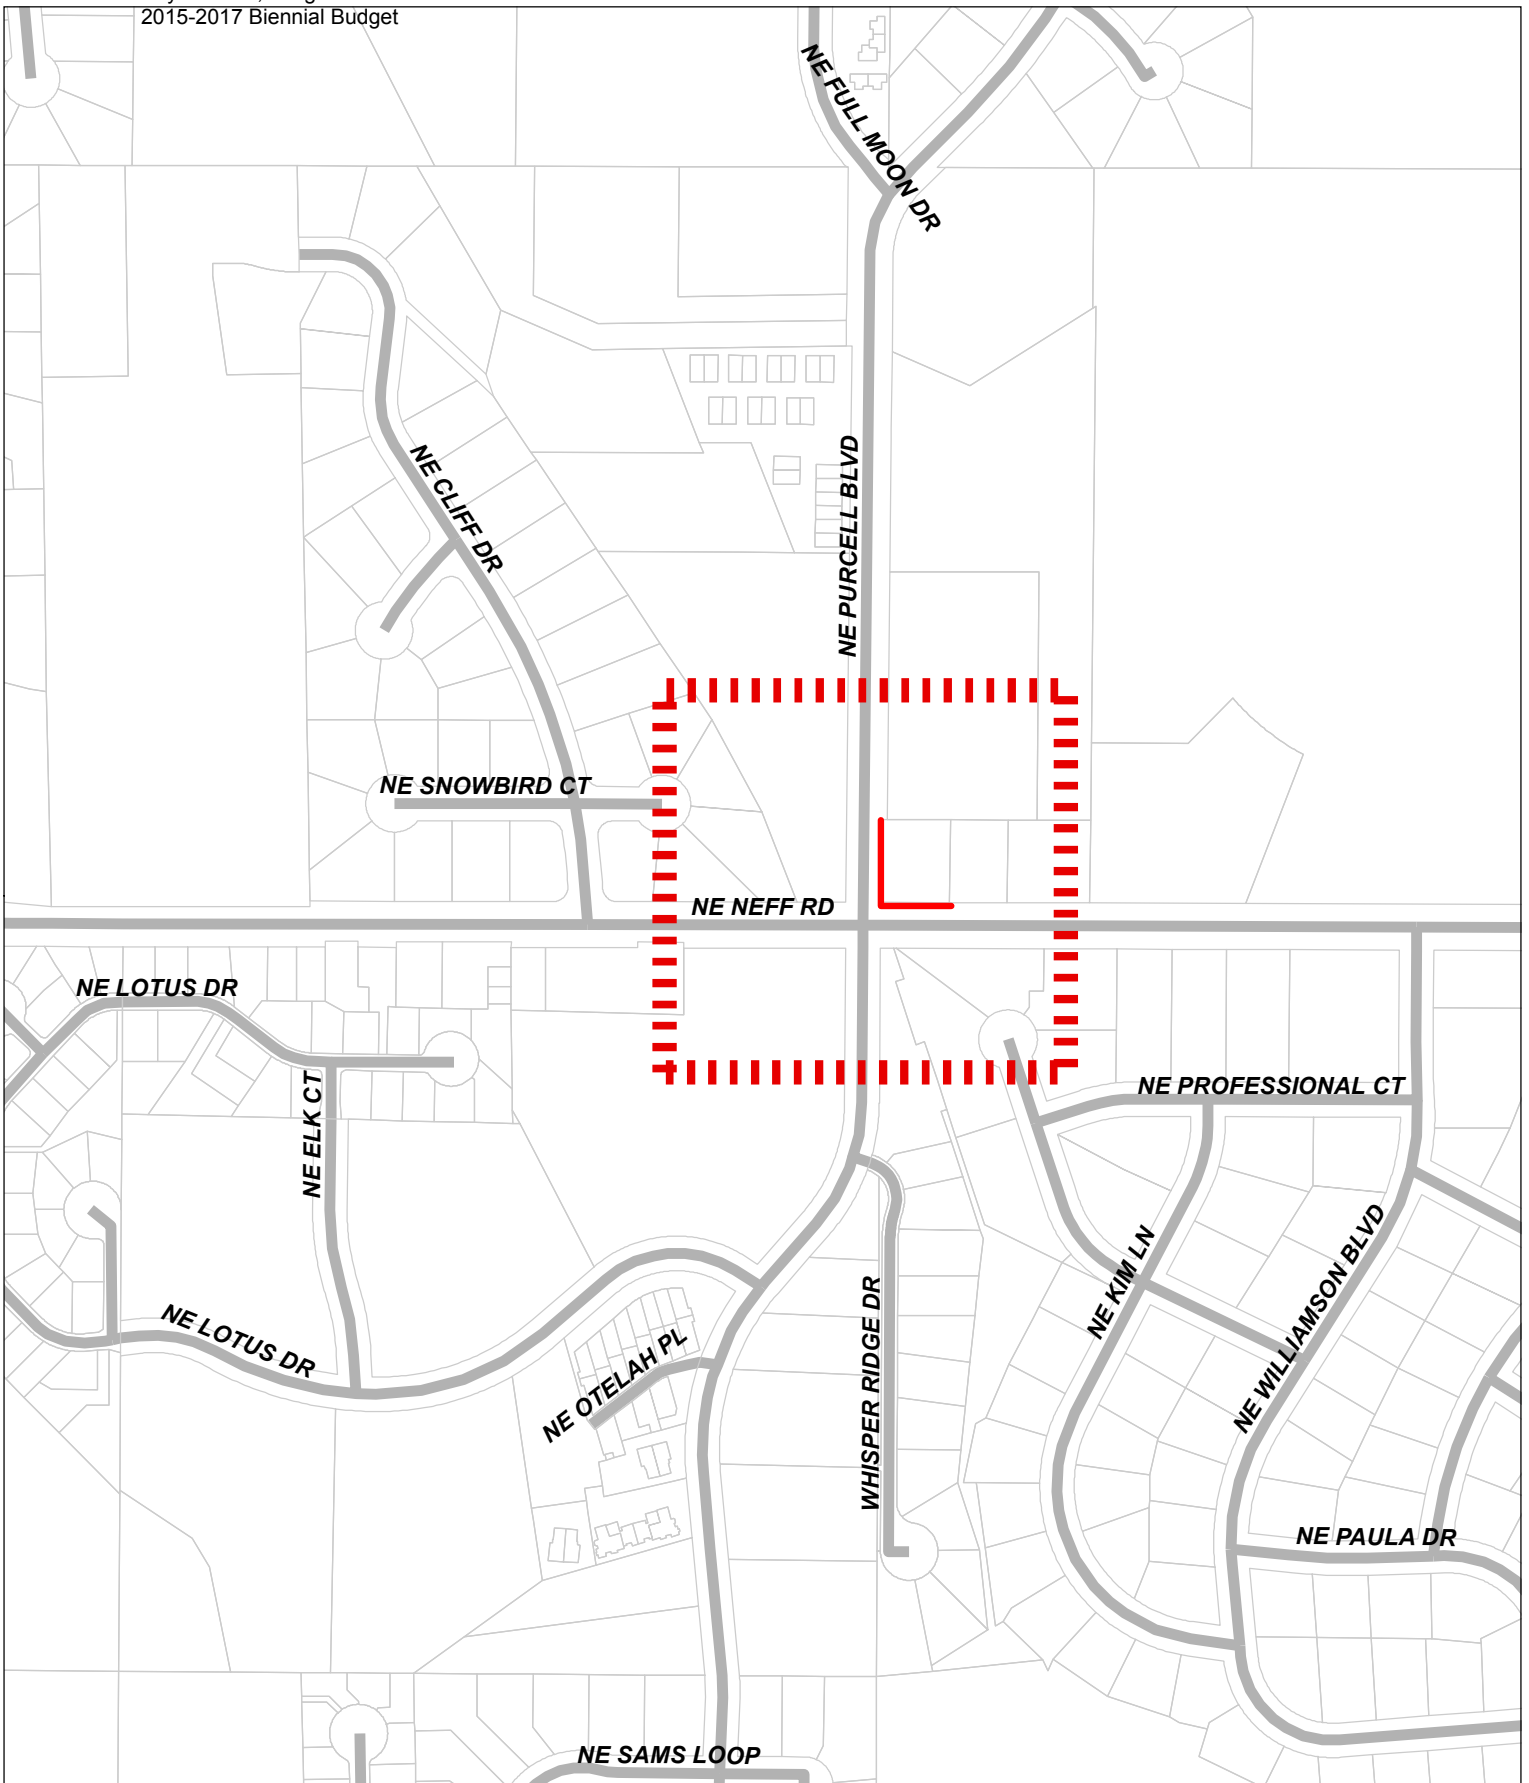 2015-2017 Biennial Budget
NE FULL MOON DR
NE CLIFF DR
NE PURCELL BLVD
NE SNOWBIRD CT
NE NEFF RD
NE LOTUS DR
NE ELK CT
NE PROFESSIONAL CT
NE KIM LN
NE WILLIAMSON BLVD
WHISPER RIDGE DR
NE LOTUS DR
NE OTELAH PL
NE PAULA DR
NE SAMS LOOP